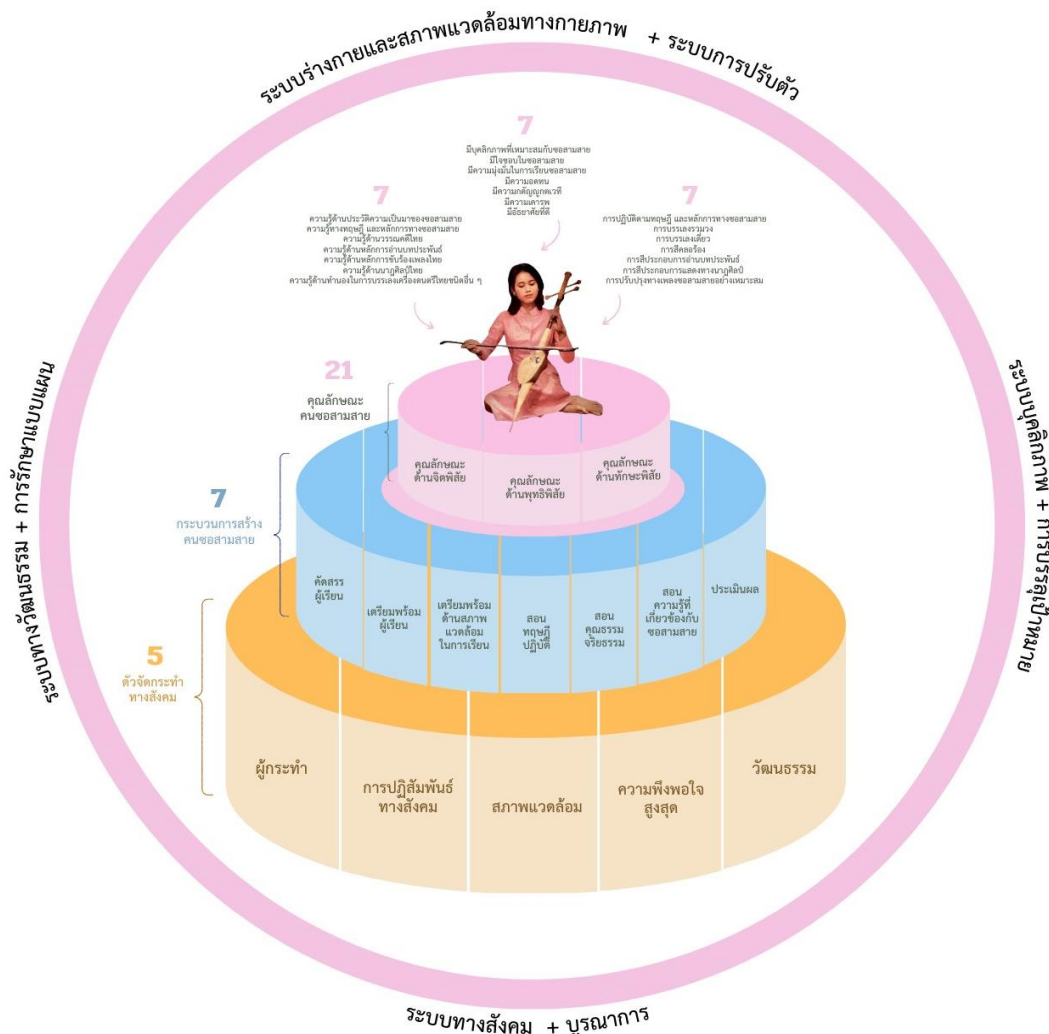 ระบบร่างกายและสภาพแวดล้อมทางกายภาพ + ระบบการปรับตัว
7
มีบุคลิกภาพที่เหมาะสมกับซอสามสาย
มีใจชอบในซอสามสาย
มีความมุ่งมั่นในการเรียนซอสามสาย
มีความอดทน
มีความกตัญญูกตเวที
มีความเคารพ
มีอัธยาศัยที่ดี
7
ความรู้ด้านประวัติความเป็นมาของซอสามสาย
ความรู้ทางทฤษฎี และหลักการทางซอสามสาย
ความรู้ด้านวรรณคดีไทย
ความรู้ด้านหลักการอ่านบทประพันธ์
ความรู้ด้านหลักการขับร้องเพลงไทย
ความรู้ด้านนาฏศิลป์ไทย
ความรู้ด้านทำนองในการบรรเลงเครื่องดนตรีไทยชนิดอื่น ๆ
7
การปฏิบัติตามทฤษฎี และหลักการทางซอสามสาย
การบรรเลงรวมวง
การบรรเลงเดี่ยว
การสีคลอร้อง
การสีประกอบการอ่านบทประพันธ์
การสีประกอบการแสดงทางนาฏศิลป์
การปรับปรุงทางเพลงซอสามสายอย่างเหมาะสม
21
คุณลักษณะ
คนซอสามสาย
คุณลักษณะ
ด้านจิตพิสัย
คุณลักษณะ
ด้านพุทธิพิสัย
คุณลักษณะ
ด้านทักษะพิสัย
7
กระบวนการสร้าง
คนซอสามสาย
คัดสรร
ผู้เรียน
เตรียมพร้อม
ผู้เรียน
เตรียมพร้อม
ด้านสภาพ
แวดล้อม
ในการเรียน
สอน
ทฤษฎี
ปฏิบัติ
สอน
คุณธรรม
จริยธรรม
สอน
ความรู้ที่
เกี่ยวข้องกับ
ซอสามสาย
ประเมินผล
5
ตัวจัดกระทำ
ทางสังคม
ผู้กระทำ
การปฏิสัมพันธ์
ทางสังคม
สภาพแวดล้อม
ความพึงพอใจ
สูงสุด
วัฒนธรรม
ระบบทางวัฒนธรรม + การรักษาแบบแผน
ระบบบุคลิกภาพ + การบรรลุเป้าหมาย
ระบบทางสังคม + บูรณาการ